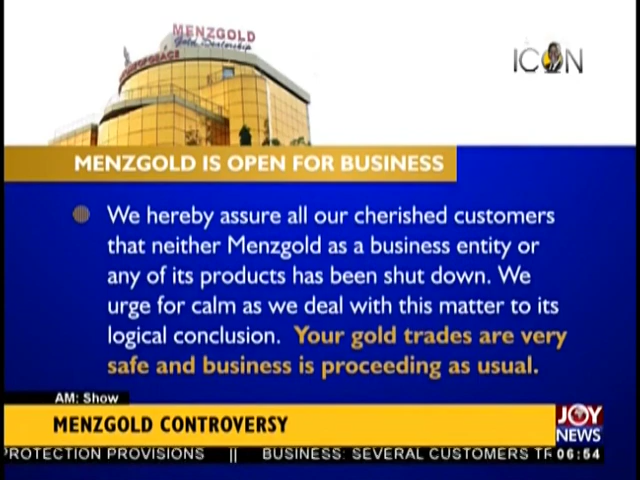 MENZGOLD
Gold Dealership
ICON
MENZGOLD IS OPEN FOR BUSINESS
We hereby assure all our cherished customers
that neither Menzgold as a business entity or
any of its products has been shut down. We
urge for calm as we deal with this matter to its
logical conclusion. Your gold trades are very
safe and business is proceeding as usual.
AM: Show
MENZGOLD CONTROVERSY
JOY
NEWS
PROTECTION PROVISIONS || BUSINESS: SEVERAL CUSTOMERS TR 06:54